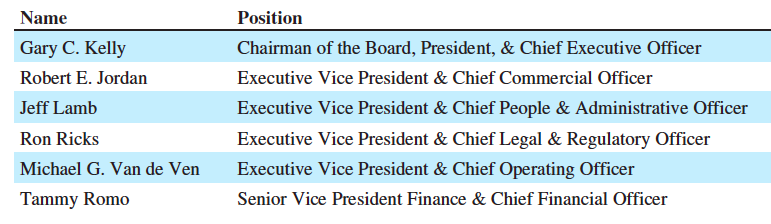 Name Position
Gary C. Kelly Chairman of the Board, President, & Chief Executive Officer
Robert E. Jordan Executive Vice President & Chief Commercial Officer
Jeff Lamb Executive Vice President & Chief People & Administrative Officer
Ron Ricks Executive Vice President & Chief Legal & Regulatory Officer
Michael G. Van de Ven Executive Vice President & Chief Operating Officer
Tammy Romo Senior Vice President Finance & Chief Financial Officer